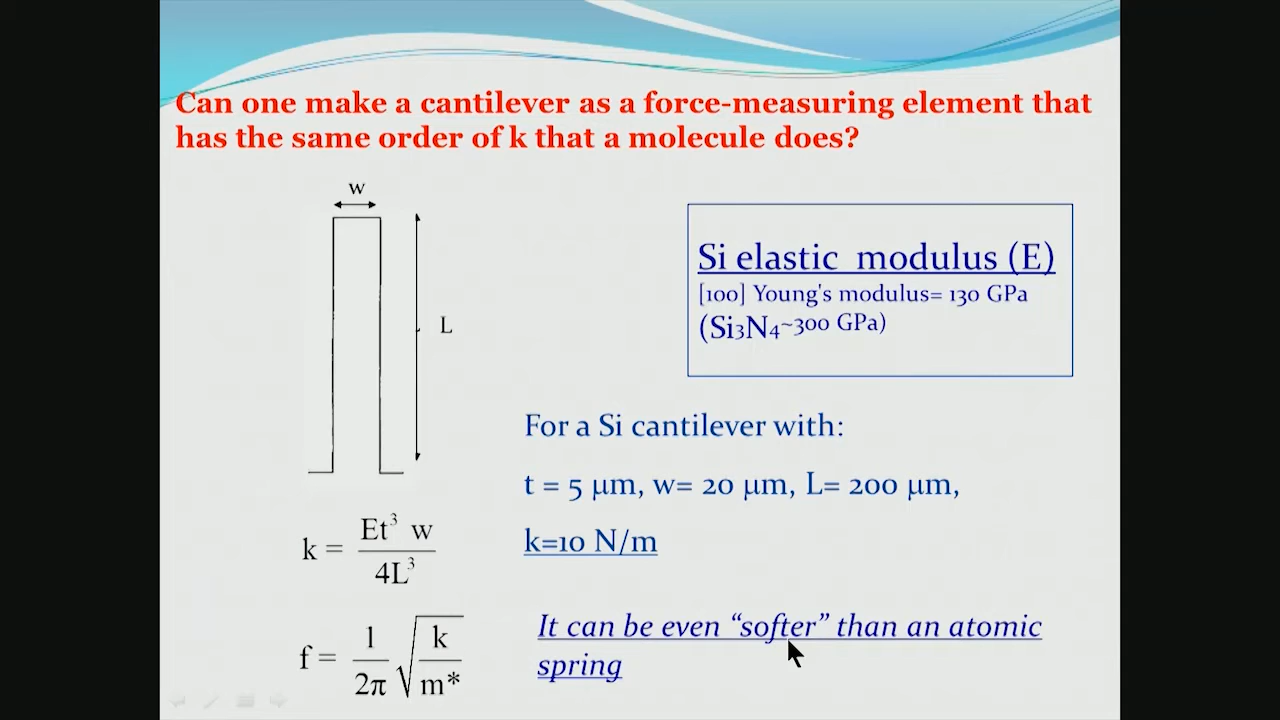 Can one make a cantilever as a force-measuring element that
has the same order of k that a molecule does?
w
L
Si elastic modulus (E)
[100] Young's modulus= 130 GPa
(Si₃N₄~300 GPa)
For a Si cantilever with:
t = 5 μm, w= 20 μm, L= 200 μm,
k=10 N/m
k = Et³ w / 4L³
f = 1/2π √k/m*
It can be even “softer” than an atomic
spring